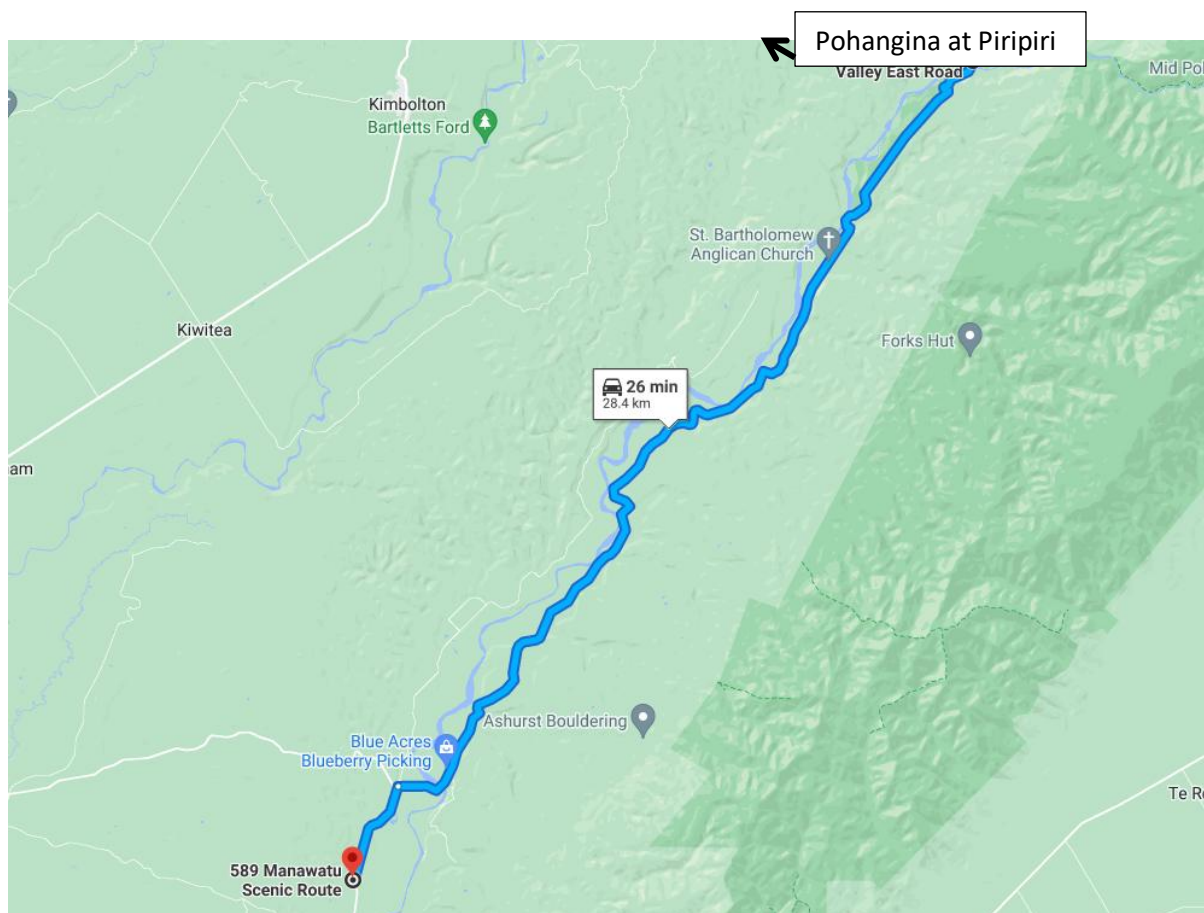 Pohangina at Piripiri
Valley East Road
Mid Pol
Kimbolton
Bartletts Ford
St. Bartholomew
Anglican Church
Kiwitea
Forks Hut
26 min
28.4 km
am
Ashurst Bouldering
Blue Acres
Blueberry Picking
Te R
589 Manawatu
Scenic Route